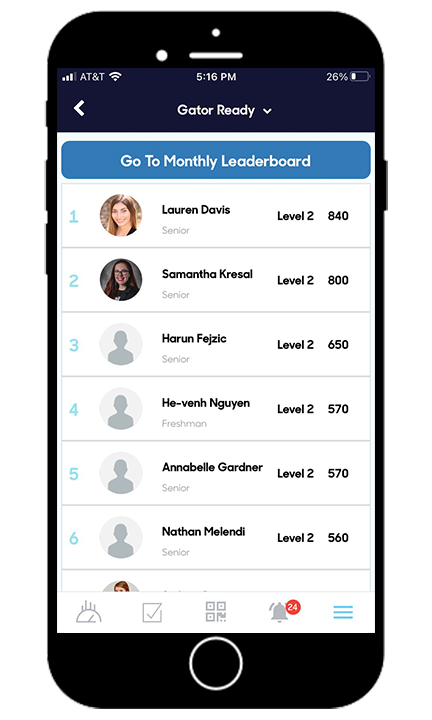 AT&T 5:16 PM 26%
Gator Ready
Go To Monthly Leaderboard
1 Lauren Davis Level 2 840
Senior
2 Samantha Kresal Level 2 800
Senior
3 Harun Fejzic Level 2 650
Senior
4 He-venh Nguyen Level 2 570
Freshman
5 Annabelle Gardner Level 2 570
Senior
6 Nathan Melendi Level 2 560
Senior
24